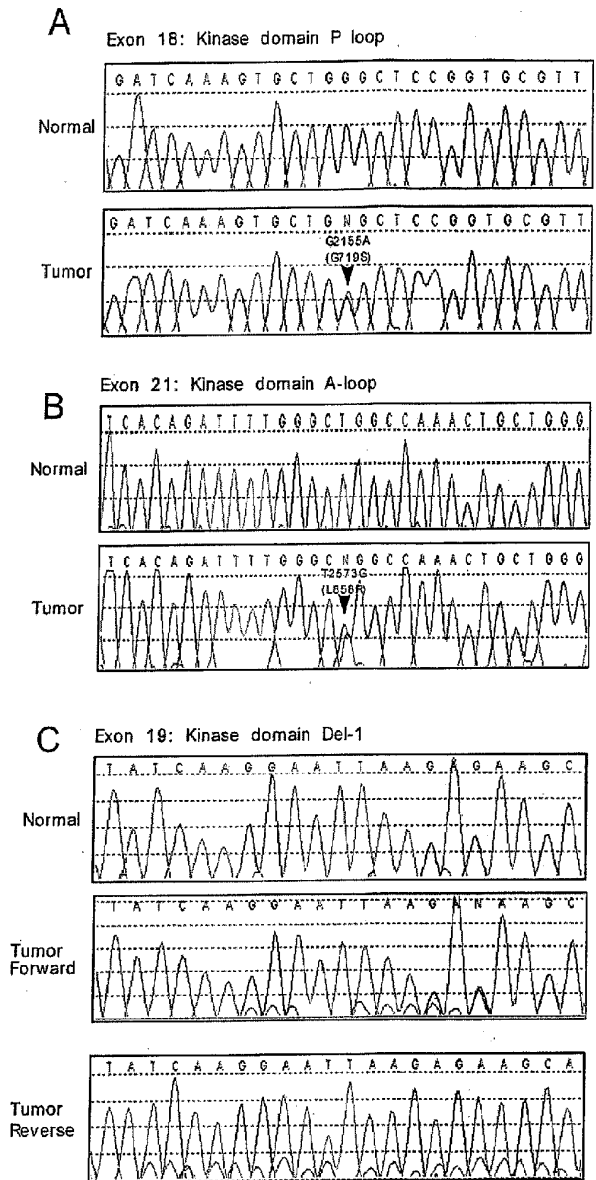 A
Exon 18: Kinase domain P loop
G A T C A A A G T G C T G G G C T C C G G T G C G T T
Normal
G A T C A A A G T G C T G N G C T C C G G T G C G T T
G2155A
(G719S)
Tumor
B
Exon 21: Kinase domain A-loop
T C A C A G A T T T T G G G C T G G C C A A A C T G C T G G G
Normal
T C A C A G A T T T T G G G C N G G C C A A A C T G C T G G G
T2573G
(L858R)
Tumor
C
Exon 19: Kinase domain Del-1
T A T C A A G G A A T T A A G A G A A G C
Normal
T A T C A A G G A A T T A A G A N A A G C
Tumor
Forward
T A T C A A G G A A T T A A G A G A A G C A
Tumor
Reverse